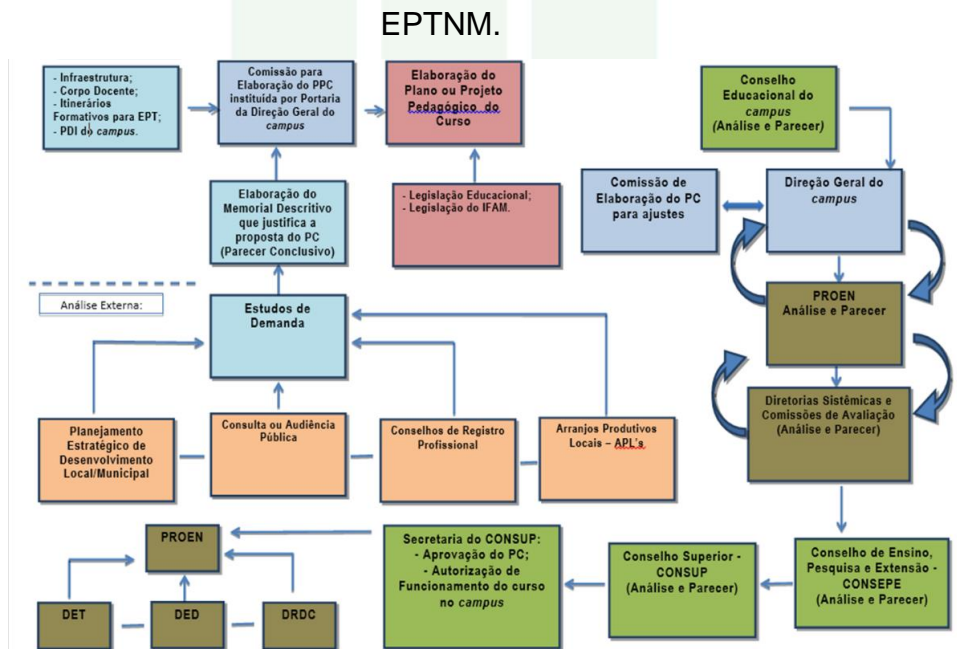 EPTNM.
- Infraestrutura;
- Corpo Docente;
- Itinerários
Formativos para EPT;
- PDI do campus.
Comissão para
Elaboração do PPC
instituída por Portaria
da Direção Geral do
campus
Elaboração do
Plano ou Projeto
Pedagógico do
Curso
Conselho
Educacional do
campus
(Análise e Parecer)
Elaboração do
Memorial Descritivo
que justifica a
proposta do PC
(Parecer Conclusivo)
- Legislação Educacional;
- Legislação do IFAM.
Comissão de
Elaboração do PC
para ajustes
Direção Geral do
campus
Análise Externa:
Estudos de
Demanda
PROEN
Análise e Parecer
Diretorias Sistêmicas e
Comissões de Avaliação
(Análise e Parecer)
Planejamento
Estratégico de
Desenvolvimento
Local/Municipal
Consulta ou Audiência
Pública
Conselhos de Registro
Profissional
Arranjos Produtivos
Locais – APL's
PROEN
DET
DED
DRDC
Secretaria do CONSUP:
- Aprovação do PC;
- Autorização de
Funcionamento do curso
no campus
Conselho Superior -
CONSUP
(Análise e Parecer)
Conselho de Ensino,
Pesquisa e Extensão -
CONSEPE
(Análise e Parecer)